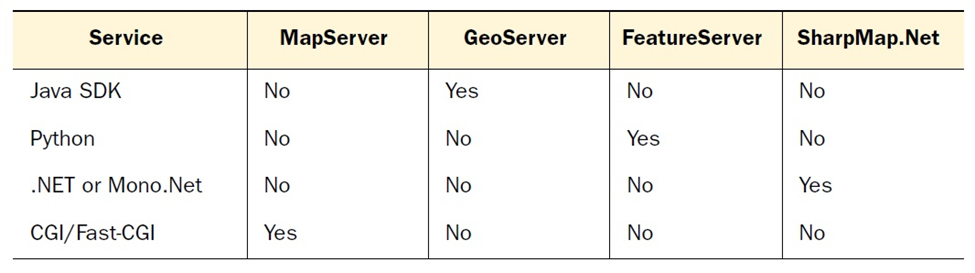 Service MapServer GeoServer FeatureServer SharpMap.Net
Java SDK No Yes No No
Python No No Yes No
.NET or Mono.Net No No No Yes
CGI/Fast-CGI Yes No No No